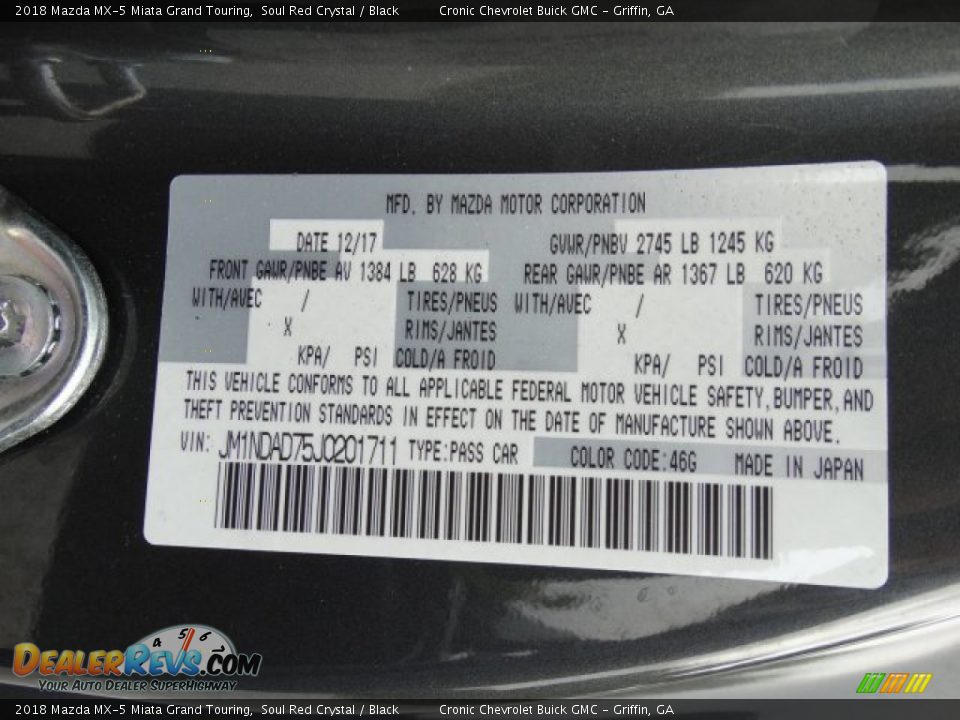 2018 Mazda MX-5 Miata Grand Touring, Soul Red Crystal / Black Cronic Chevrolet Buick GMC - Griffin, GA
MFD. BY MAZDA MOTOR CORPORATION
DATE 12/17 GVWR/PNBV 2745 LB 1245 KG
FRONT GAWR/PNBE AV 1384 LB 628 KG REAR GAWR/PNBE AR 1367 LB 620 KG
WITH/AVEC / TIRES/PNEUS WITH/AVEC / TIRES/PNEUS
X RIMS/JANTES X RIMS/JANTES
KPA/ PSI COLD/A FROID KPA/ PSI COLD/A FROID
THIS VEHICLE CONFORMS TO ALL APPLICABLE FEDERAL MOTOR VEHICLE SAFETY,BUMPER,AND
THEFT PREVENTION STANDARDS IN EFFECT ON THE DATE OF MANUFACTURE SHOWN ABOVE.
VIN: JM1NDAD75J0201711 TYPE:PASS CAR COLOR CODE:46G MADE IN JAPAN
4 5 6
DEALERREVS.COM
YOUR AUTO DEALER SUPERHIGHWAY
2018 Mazda MX-5 Miata Grand Touring, Soul Red Crystal / Black Cronic Chevrolet Buick GMC - Griffin, GA